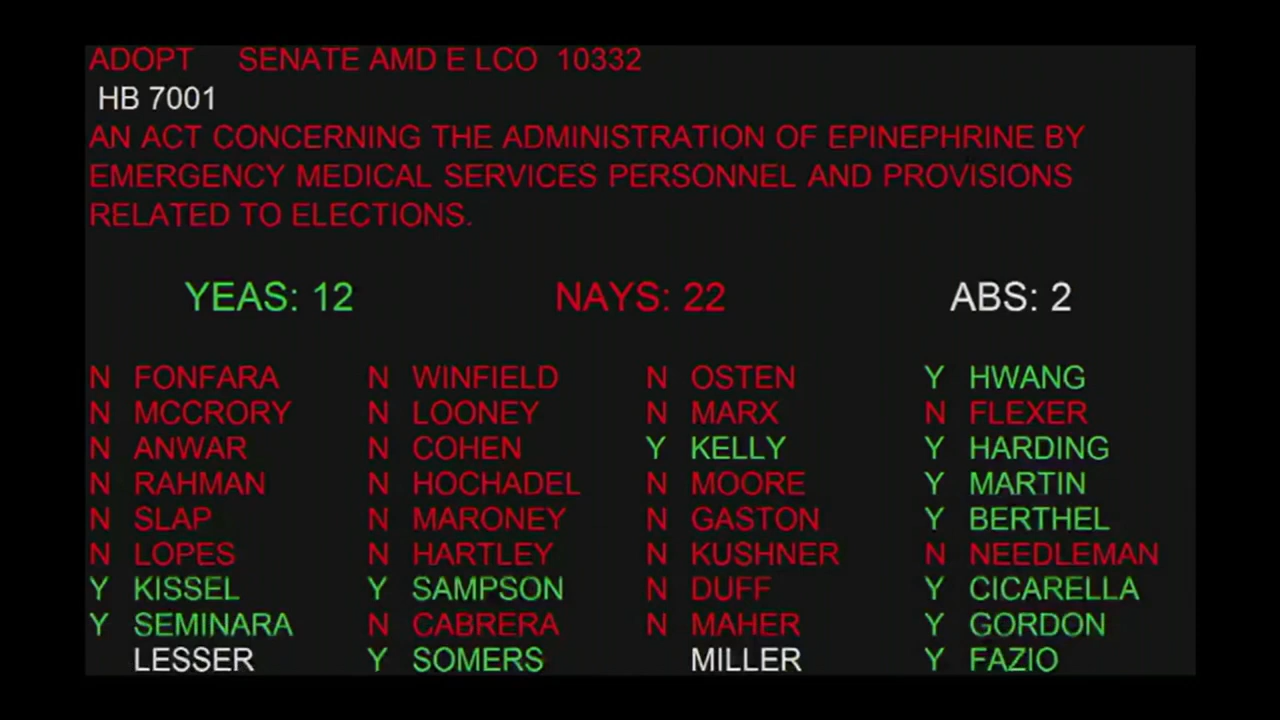 ADOPT SENATE AMD E LCO 10332
HB 7001
AN ACT CONCERNING THE ADMINISTRATION OF EPINEPHRINE BY
EMERGENCY MEDICAL SERVICES PERSONNEL AND PROVISIONS
RELATED TO ELECTIONS.
YEAS: 12 NAYS: 22 ABS: 2
N FONFARA N WINFIELD N OSTEN Y HWANG
N MCCRORY N LOONEY N MARX N FLEXER
N ANWAR N COHEN Y KELLY Y HARDING
N RAHMAN N HOCHADEL N MOORE Y MARTIN
N SLAP N MARONEY N GASTON Y BERTHEL
N LOPES N HARTLEY N KUSHNER N NEEDLEMAN
Y KISSEL Y SAMPSON N DUFF Y CICARELLA
Y SEMINARA N CABRERA N MAHER Y GORDON
LESSER Y SOMERS MILLER Y FAZIO